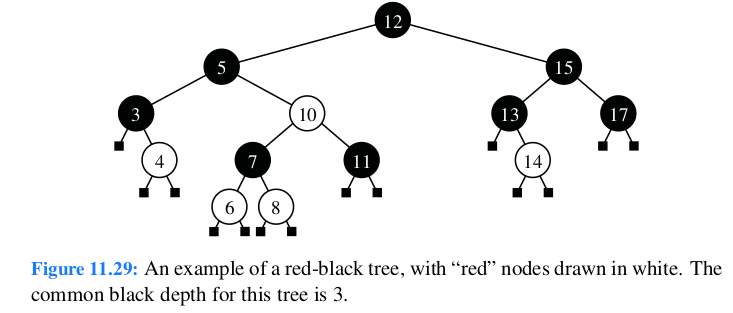 12
5 15
3 10 13 17
4 7 11 14
6 8
Figure 11.29: An example of a red-black tree, with “red” nodes drawn in white. The
common black depth for this tree is 3.